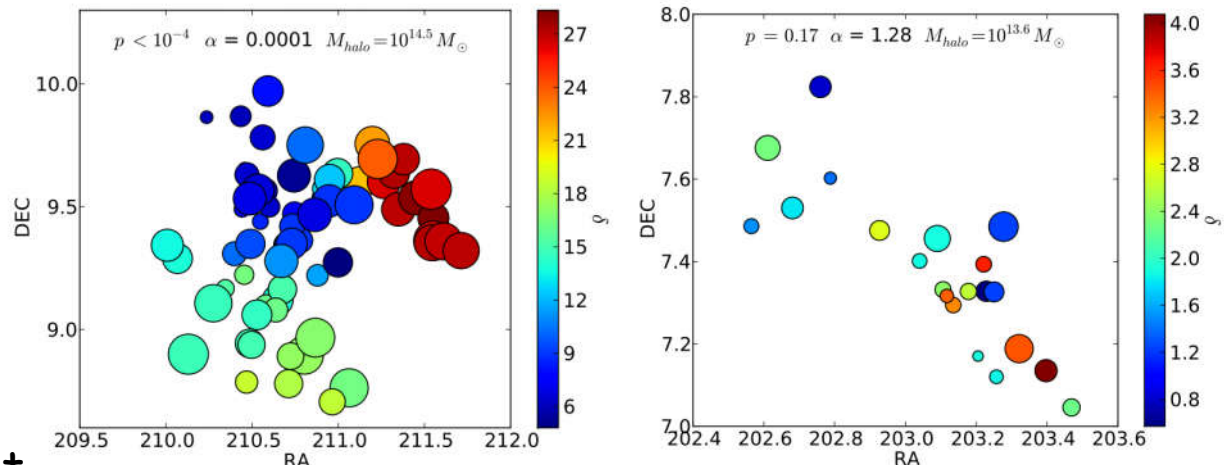 p < 10⁻⁴ α = 0.0001 M_halo = 10^14.5 M_⊙
10.0
9.5
9.0
DEC
209.5 210.0 210.5 211.0 211.5 212.0
RA
27
24
21
18
15
12
9
6
δ
p = 0.17 α = 1.28 M_halo = 10^13.6 M_⊙
8.0
7.8
7.6
7.4
7.2
7.0
DEC
202.4 202.6 202.8 203.0 203.2 203.4 203.6
RA
4.0
3.6
3.2
2.8
2.4
2.0
1.6
1.2
0.8
δ
+